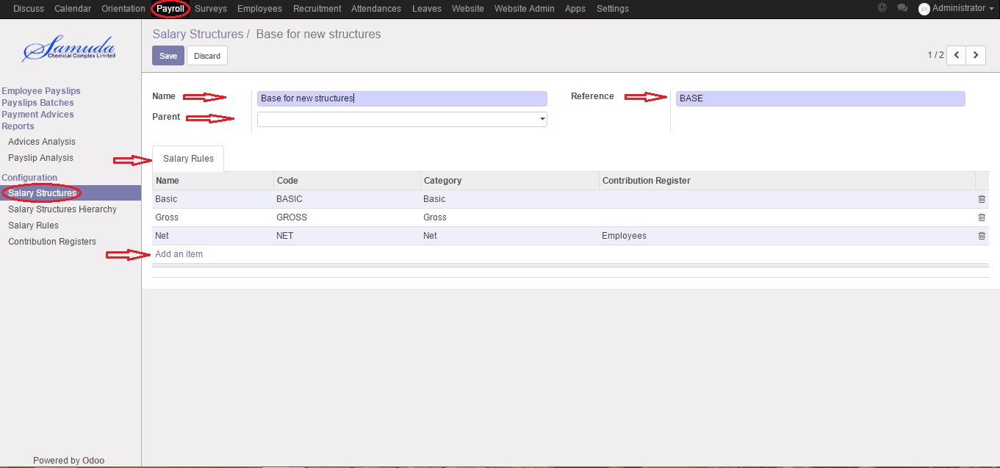 Discuss Calendar Orientation Payroll Surveys Employees Recruitment Attendances Leaves Website Website Admin Apps Settings @ Administrator
Samuda
Chemical Complex Limited
Salary Structures / Base for new structures
Save Discard
1 / 2
Employee Payslips
Payslips Batches
Payment Advices
Reports
Advices Analysis
Payslip Analysis
Configuration
Salary Structures
Salary Structures Hierarchy
Salary Rules
Contribution Registers
Name Base for new structures Reference BASE
Parent
Salary Rules
Name Code Category Contribution Register
Basic BASIC Basic
Gross GROSS Gross
Net NET Net Employees
Add an item
Powered by Odoo